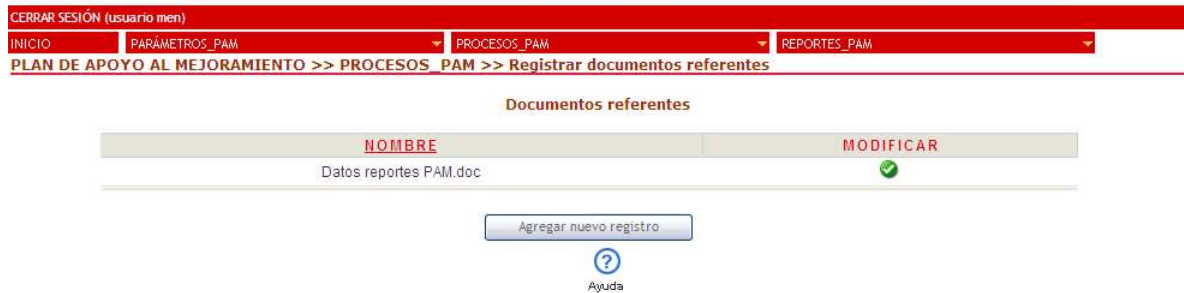 CERRAR SESIÓN (usuario men)
INICIO PARÁMETROS_PAM PROCESOS_PAM REPORTES_PAM
PLAN DE APOYO AL MEJORAMIENTO >> PROCESOS_PAM >> Registrar documentos referentes
Documentos referentes
NOMBRE MODIFICAR
Datos reportes PAM.doc
Agregar nuevo registro
?
Ayuda